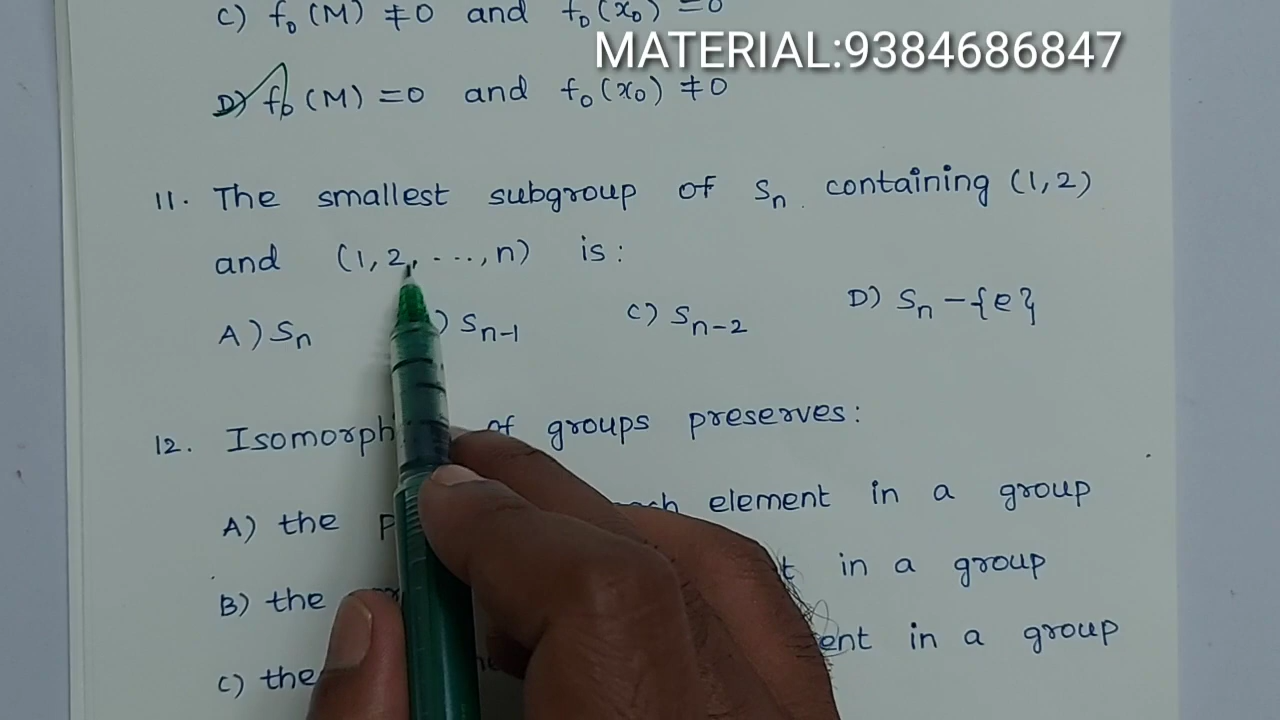 C) f₀(M) ≠ 0 and f₀(x₀) = 0
MATERIAL:9384686847
D) f₀(M) = 0 and f₀(x₀) ≠ 0
11. The smallest subgroup of Sₙ containing (1,2)
and (1,2,...,n) is:
A) Sₙ ) Sₙ₋₁ C) Sₙ₋₂ D) Sₙ -{e}
12. of groups preserves:
A) the element in a group
B) the in a group
C) the in a group